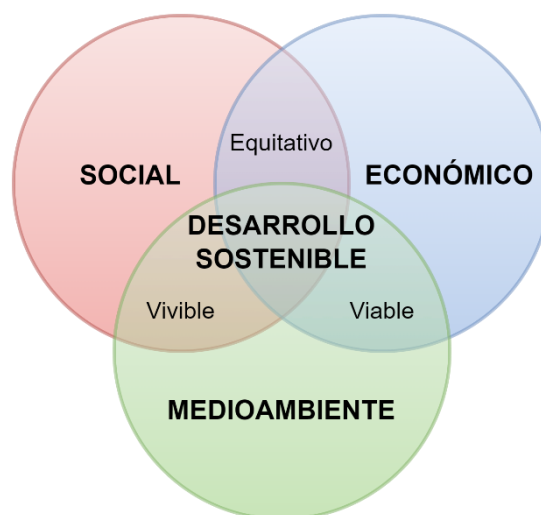 Equitativo
SOCIAL
ECONÓMICO
DESARROLLO
SOSTENIBLE
Vivible
Viable
MEDIOAMBIENTE